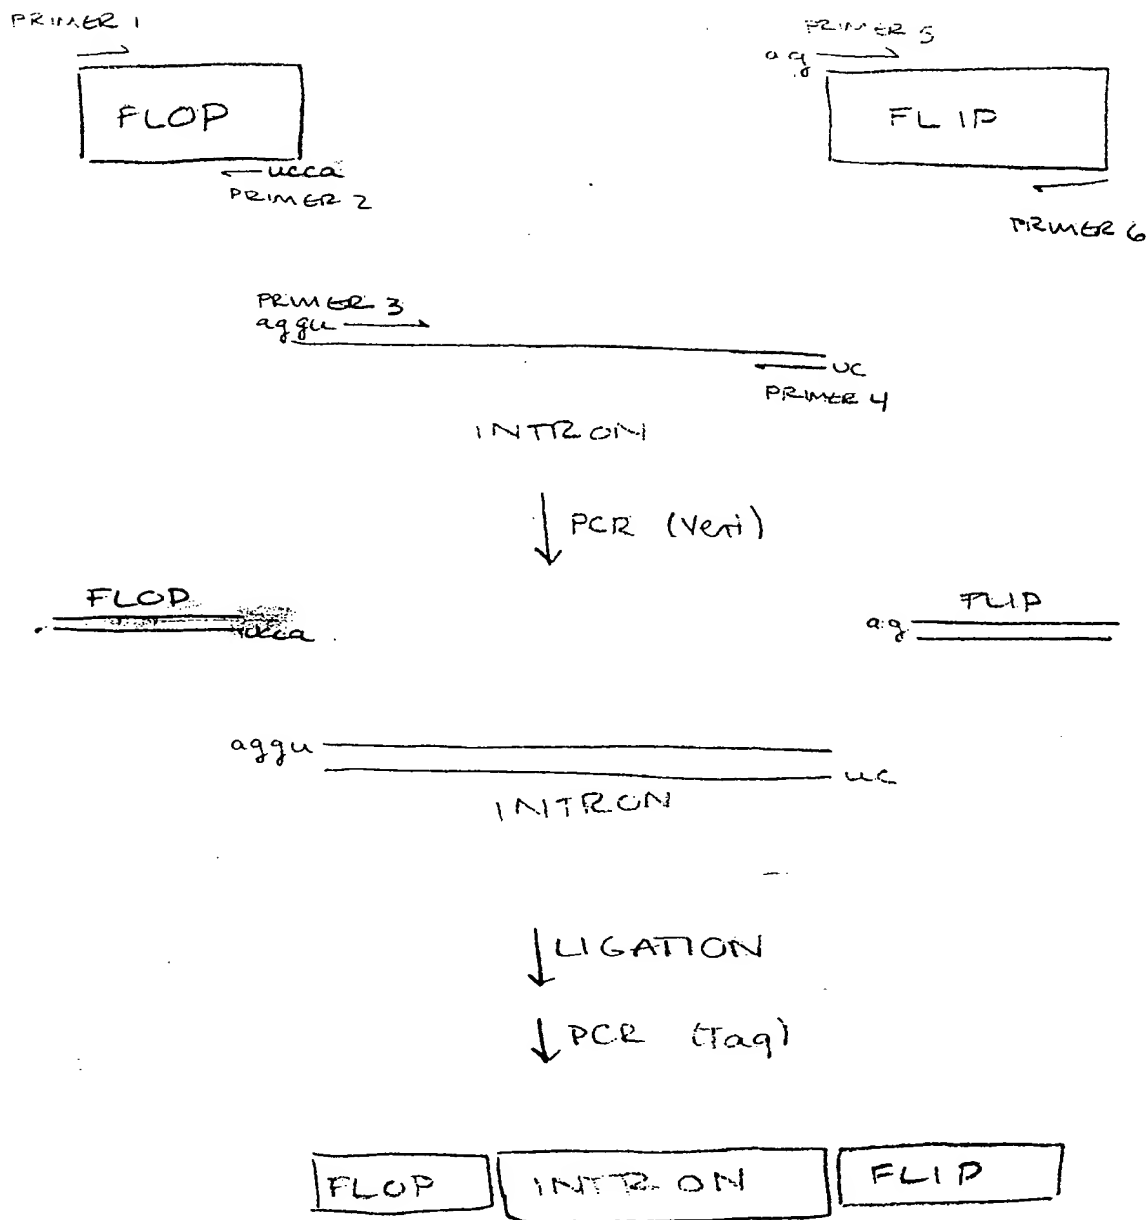 PRIMER 1
FLOP
ucca
PRIMER 2
PRIMER 5
ag
FLIP
PRIMER 6
PRIMER 3
aggu
uc
PRIMER 4
INTRON
PCR (Vent)
FLOP
ucca
FLIP
ag
aggu
uc
INTRON
LIGATION
PCR (Taq)
FLOP
INTRON
FLIP